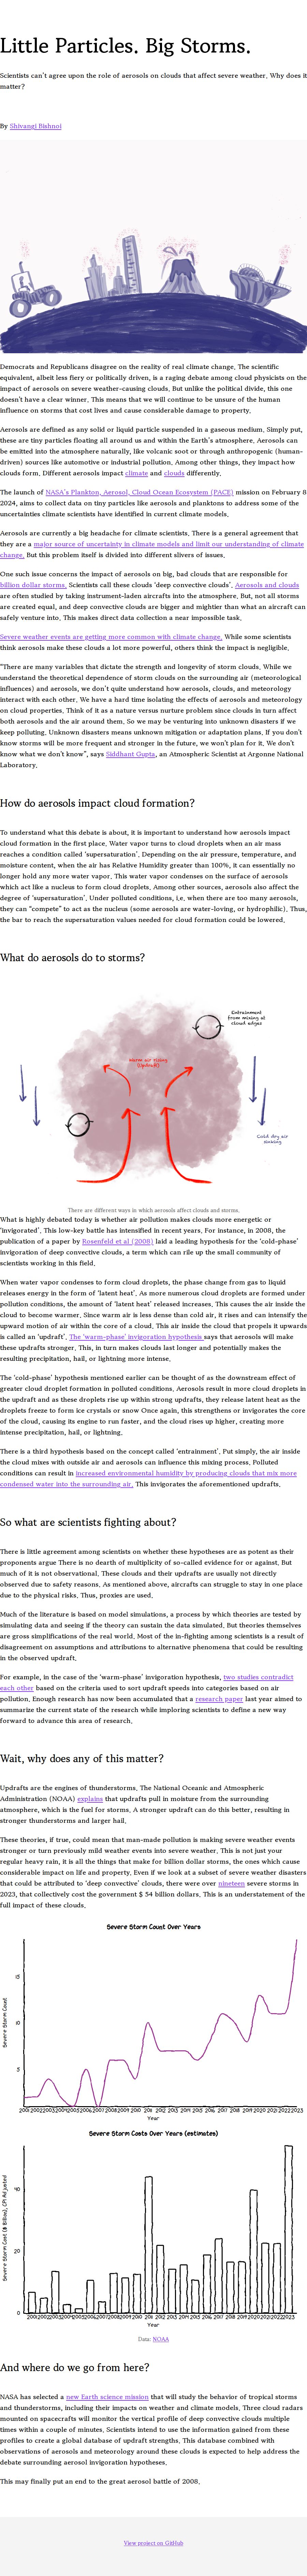 Little Particles. Big Storms.
Scientists can't agree upon the role of aerosols on clouds that affect severe weather. Why does it
matter?
By Shivangi Bishnoi
Democrats and Republicans disagree on the reality of real climate change. The scientific
equivalent, albeit less fiery or politically driven, is a raging debate among cloud physicists on the
impact of aerosols on severe weather-causing clouds. But unlike the political divide, this one
doesn't have a clear winner. This means that we will continue to be unaware of the human
influence on storms that cost lives and cause considerable damage to property.
Aerosols are defined as any solid or liquid particle suspended in a gaseous medium. Simply put,
these are tiny particles floating all around us and within the Earth's atmosphere. Aerosols can
be emitted into the atmosphere naturally, like volcanic ash, or through anthropogenic (human-
driven) sources like automotive or industrial pollution. Among other things, they impact how
clouds form. Different aerosols impact climate and clouds differently.
The launch of NASA's Plankton, Aerosol, Cloud Ocean Ecosystem (PACE) mission on February 8
2024, aims to collect data on tiny particles like aerosols and planktons to address some of the
uncertainties climate scientists have identified in current climate models.
Aerosols are currently a big headache for climate scientists. There is a general agreement that
they are a major source of uncertainty in climate models and limit our understanding of climate
change. But this problem itself is divided into different slivers of issues.
One such issue concerns the impact of aerosols on big, bad clouds that are responsible for
billion dollar storms. Scientists call these clouds 'deep convective clouds'. Aerosols and clouds
are usually studied by taking instrument-laden aircrafts up in the atmosphere. But, not all storms
are created equal, and deep convective clouds are bigger and mightier than what an aircraft can
safely venture into. This makes their data collection a near impossible task.
Severe weather events are getting more common with climate change. While some scientists
think aerosols make these clouds a lot more powerful, others think the impact is negligible.
"There are many variables that dictate the strength and longevity of storm clouds. While we
understand the theoretical dependence of storm clouds on the surrounding air (meteorological
influences) and aerosols, we don't quite understand how aerosols, clouds, and meteorology
interact with each other. We have a hard time isolating the effects of aerosols and meteorology
on cloud properties. Think of it as a nature versus nurture problem since clouds in turn can affect
both aerosols and the air around them. So we may be venturing into unknown disasters if we
keep polluting. Unknown disasters means unknown mitigation or adaptation plans. If you don't
know storms will be more frequent and stronger in the future, we won't plan for it. We don't
know what we don't know", says Siddhant Gupta, an Atmospheric Scientist at Argonne National
Laboratory.
How do aerosols impact cloud formation?
To understand what this debate is about, it is important to understand how aerosols impact
cloud formation in the first place. Water vapor turns to cloud droplets when an air mass
reaches a condition called 'supersaturation'. Depending on the air pressure, temperature, and
moisture content, when the air has Relative Humidity greater than 100%, it can essentially no
longer hold any more water vapor. This water vapor condenses on the surface of aerosols
which act like a nucleus to form cloud droplets. Among other sources, aerosols also affect the
degree of 'supersaturation'. Under polluted conditions, i.e. when there are too many aerosols,
they can "compete" to act as the nucleus (some aerosols are water-loving, or hydrophilic). Thus,
the bar to reach the supersaturation values needed for cloud formation could be lowered.
What do aerosols do to storms?
Entrainment
from mixing at
cloud edges
Warm air rising
(Updraft)
Cold dry air
sinking
There are different ways in which aerosols affect clouds and storms.
What is highly debated today is whether air pollution makes clouds more energetic or
'invigorated'. This low-key battle has intensified in recent years. For instance, in 2008, the
publication of a paper by Rosenfeld et al (2008) laid a leading hypothesis for the 'cold-phase'
invigoration of deep convective clouds, a term which can rile up the small community of
scientists working in this field.
When water vapor condenses to form cloud droplets, the phase change from gas to liquid
releases energy in the form of 'latent heat'. As more numerous cloud droplets are formed under
pollution conditions, the amount of 'latent heat' released increases. This causes the air inside the
cloud to become warmer. Since warm air is less dense than cold air, it rises and can intensify the
upward motion of air within the core of a cloud. This air inside the cloud that propels it upwards
is called an 'updraft'. The 'warm-phase' invigoration hypothesis says that aerosols will make
these updrafts stronger. This, in turn makes clouds last longer and potentially makes the
resulting precipitation, hail, or lightning more intense.
The 'cold-phase' hypothesis mentioned earlier can be thought of as the downstream effect of
greater cloud droplet formation in polluted conditions. Aerosols result in more cloud droplets in
the updraft and as these droplets rise up within strong updrafts, they release latent heat as the
droplets freeze to form ice crystals or snow Once again, this strengthens or invigorates the core
of the cloud, causing its engine to run faster, and the cloud rises up higher, creating more
intense precipitation, hail, or lightning.
There is a third hypothesis based on the concept called 'entrainment'. Put simply, the air inside
the cloud mixes with outside air and aerosols can influence this mixing process. Polluted
conditions can result in increased environmental humidity by producing clouds that mix more
condensed water into the surrounding air. This invigorates the aforementioned updrafts.
So what are scientists fighting about?
There is little agreement among scientists on whether these hypotheses are as potent as their
proponents argue There is no dearth of multiplicity of so-called evidence for or against. But
much of it is not observational. These clouds and their updrafts are usually not directly
observed due to safety reasons. As mentioned above, aircrafts can struggle to stay in one place
due to the physical risks. Thus, proxies are used.
Much of the literature is based on model simulations, a process by which theories are tested by
simulating data and seeing if the theory can sustain the data simulated. But theories themselves
are gross simplifications of the real world. Most of the in-fighting among scientists is a result of
disagreement on assumptions and attributions to alternative phenomena that could be resulting
in the observed updraft.
For example, in the case of the 'warm-phase' invigoration hypothesis, two studies contradict
each other based on the criteria used to sort updraft speeds into categories based on air
pollution. Enough research has now been accumulated that a research paper last year aimed to
summarize the current state of the research while imploring scientists to define a new way
forward to advance this area of research.
Wait, why does any of this matter?
Updrafts are the engines of thunderstorms. The National Oceanic and Atmospheric
Administration (NOAA) explains that updrafts pull in moisture from the surrounding
atmosphere, which is the fuel for storms. A stronger engine can do this better, resulting in
stronger thunderstorms and larger hail.
These theories, if true, could mean that man-made pollution is making severe weather events
stronger or turn previously mild weather events into severe weather. This is not just your
regular heavy rain, it is all the things that make for billion dollar storms, the ones which cause
considerable impact on life and property. Even if we look at a subset of severe weather disasters
that could be attributed to 'deep convective' clouds, there were over nineteen severe storms in
2023, that collectively cost the government $ 54 billion dollars. This is an understatement of the
full impact of these clouds.
Severe Storm Count Over Years
Severe Storm Count
15
10
5
2001 2002 2003 2004 2005 2006 2007 2008 2009 2010 2011 2012 2013 2014 2015 2016 2017 2018 2019 2020 2021 2022 2023
Year
Severe Storm Costs Over Years (estimates)
Severe Storm Cost ($ Billion), CPI Adjusted
40
20
0
2001 2002 2003 2004 2005 2006 2007 2008 2009 2010 2011 2012 2013 2014 2015 2016 2017 2018 2019 2020 2021 2022 2023
Year
Data: NOAA
And where do we go from here?
NASA has selected a new Earth science mission that will study the behavior of tropical storms
and thunderstorms, including their impacts on weather and climate models. Three cloud radars
mounted on spacecrafts will monitor the vertical profile of deep convective clouds multiple
times within a couple of minutes. Scientists intend to use the information gained from these
profiles to create a global database of updraft strengths. This database combined with
observations of aerosols and meteorology around these clouds is expected to help address the
debate surrounding aerosol invigoration hypotheses.
This may finally put an end to the great aerosol battle of 2008.
View project on GitHub